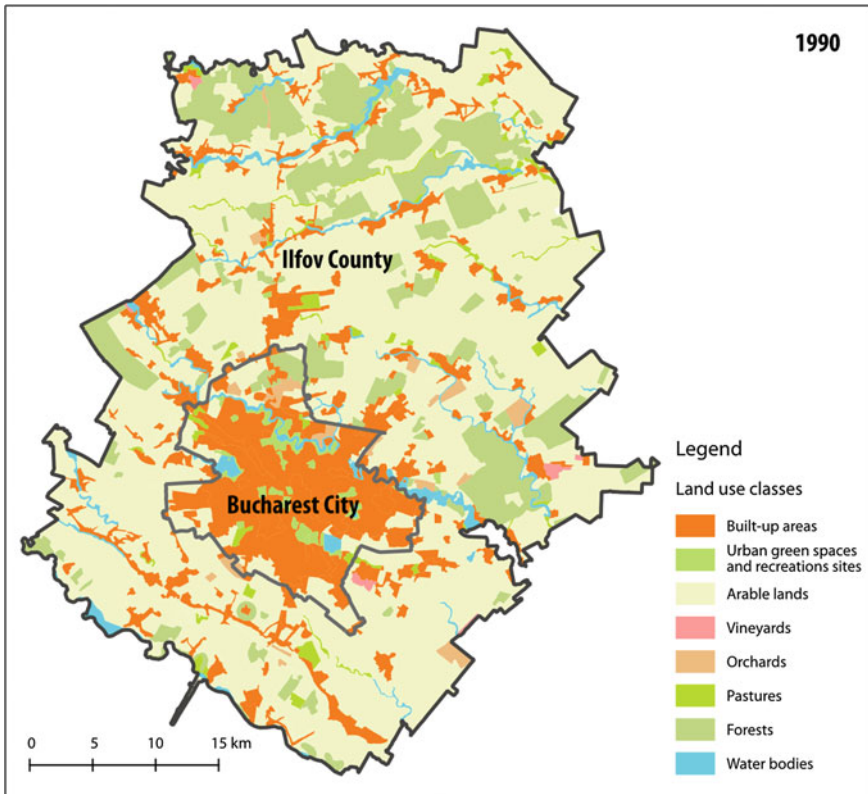 1990
Ilfov County
Bucharest City
Legend
Land use classes
Built-up areas
Urban green spaces
and recreations sites
Arable lands
Vineyards
Orchards
Pastures
Forests
Water bodies
0 5 10 15 km